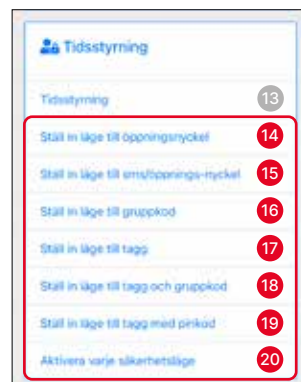 Tidsstyrning
Tidsstyrning 13
Ställ in läge till öppningsnyckel 14
Ställ in läge till sms/öppnings-nyckel 15
Ställ in läge till gruppkod 16
Ställ in läge till tagg 17
Ställ in läge till tagg och gruppkod 18
Ställ in läge till tagg med pinkod 19
Aktivera varje säkerhetsläge 20